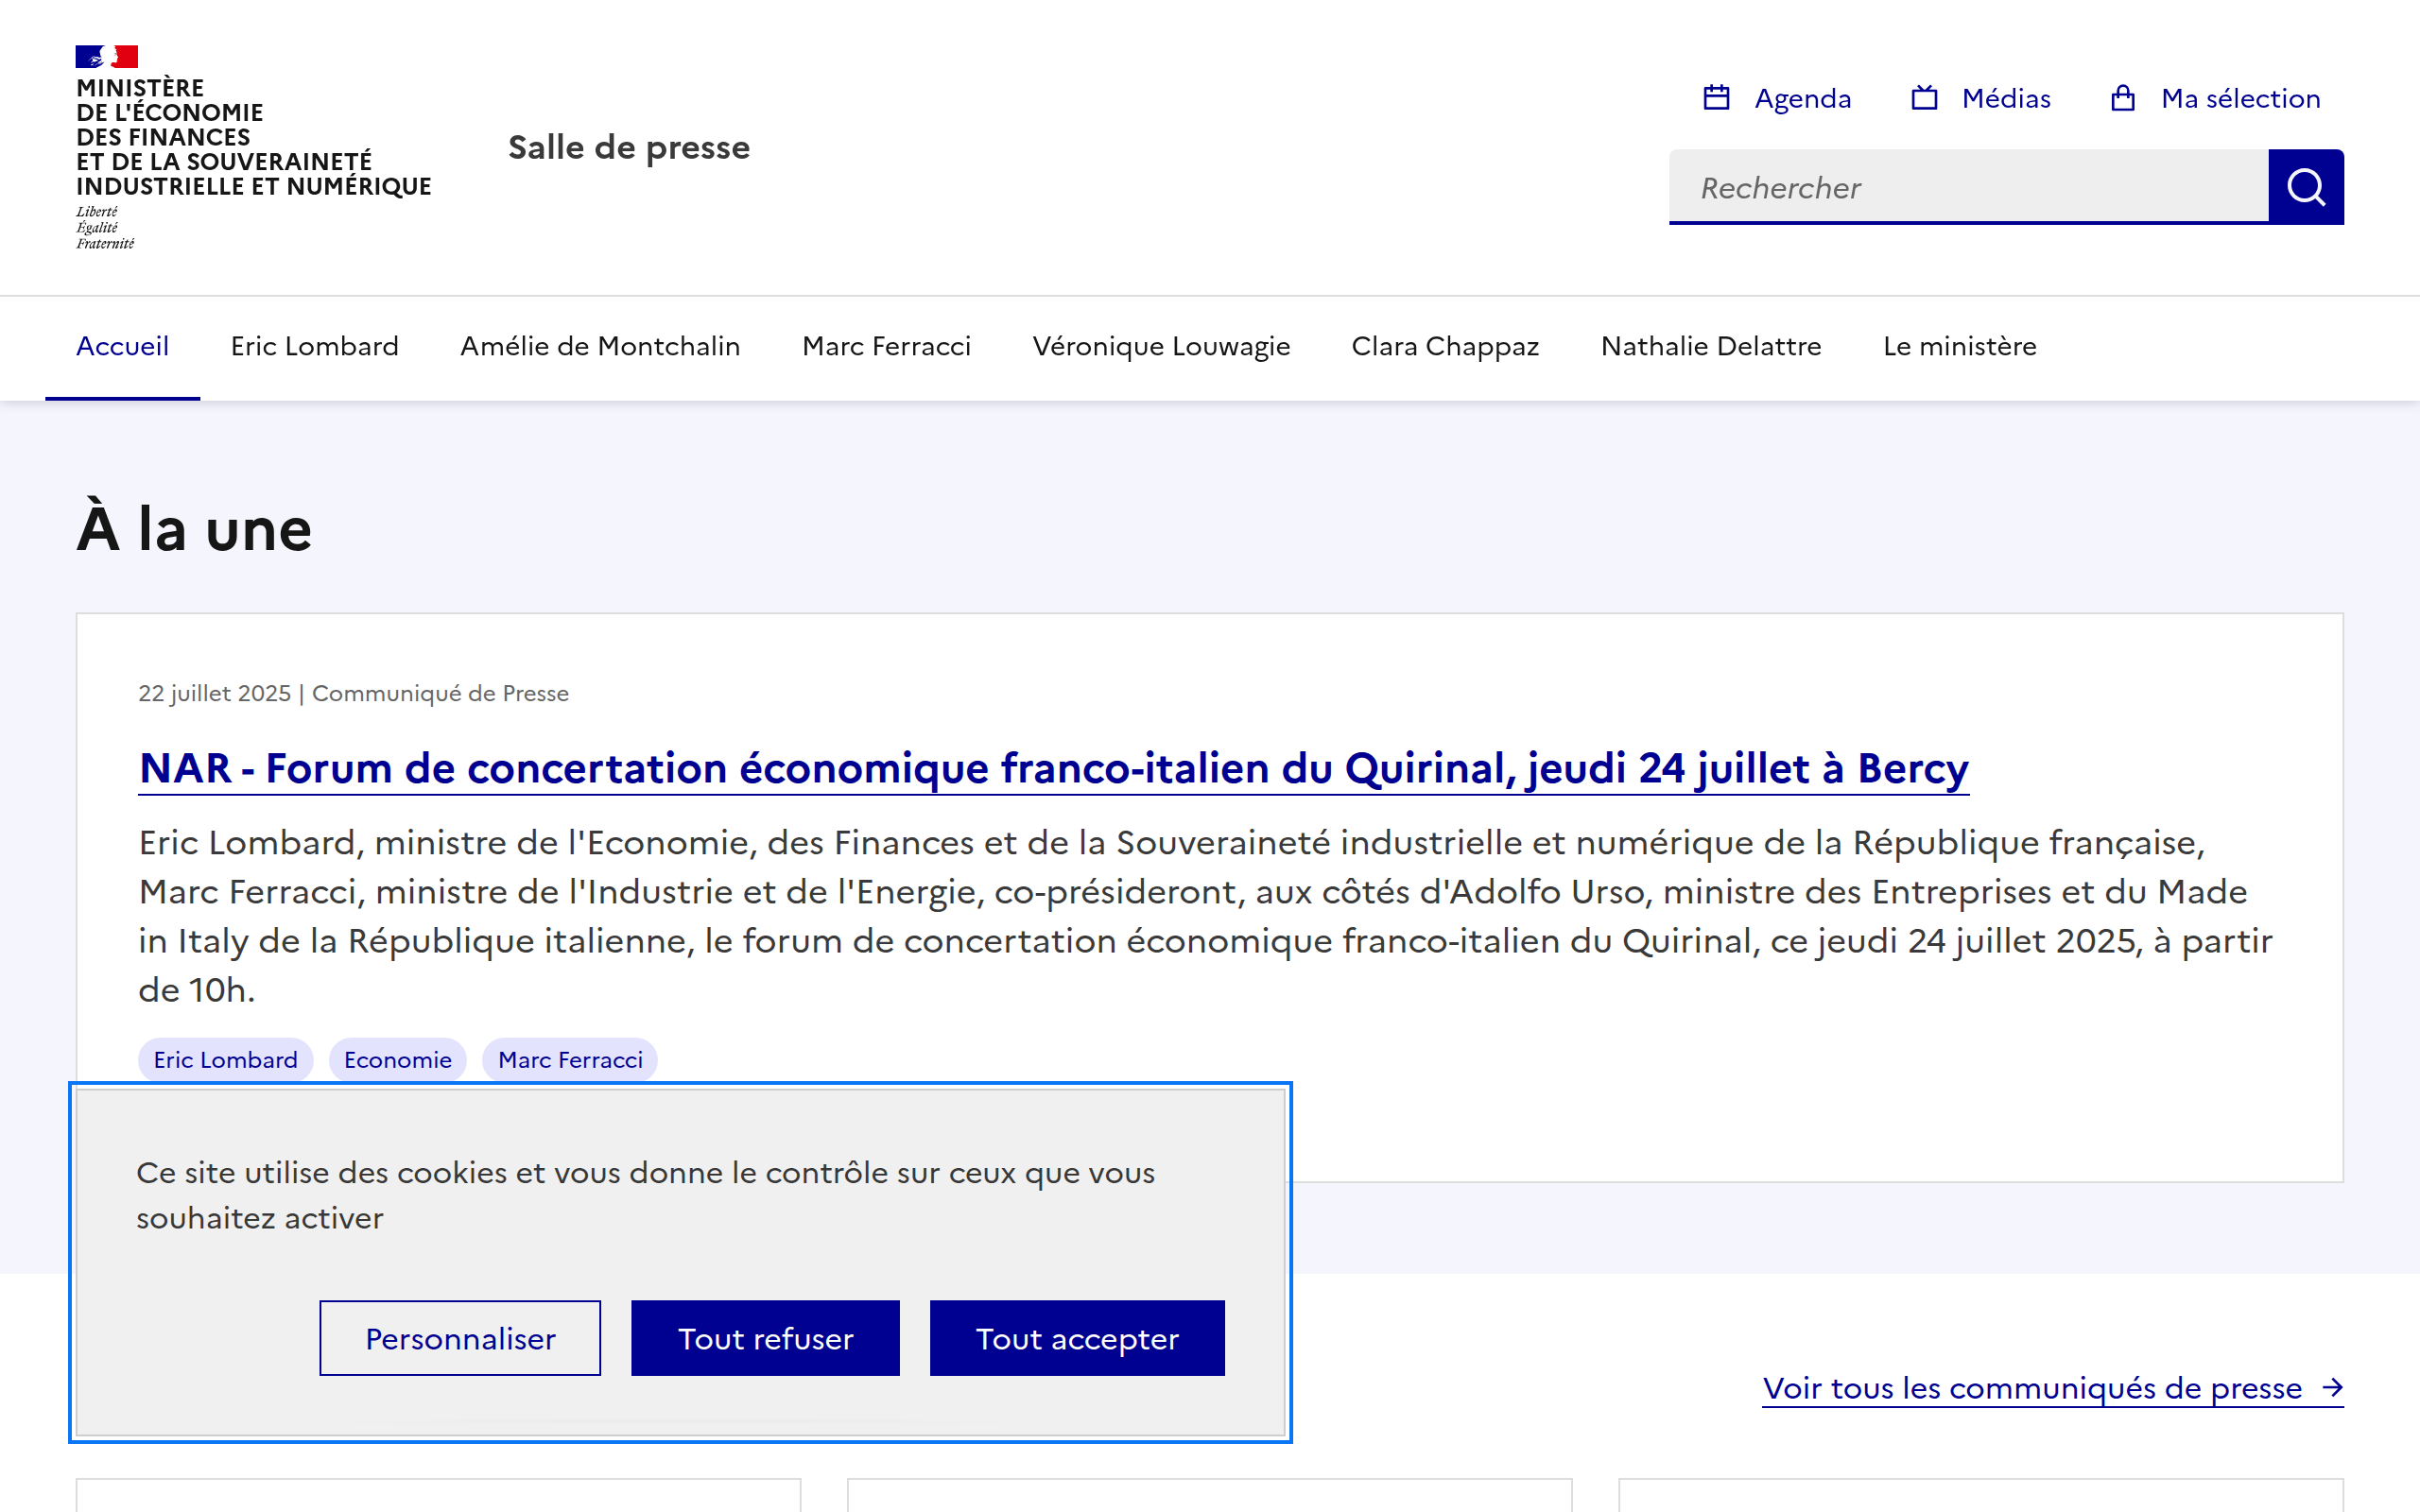 MINISTÈRE
DE L'ÉCONOMIE
DES FINANCES
ET DE LA SOUVERAINETÉ
INDUSTRIELLE ET NUMÉRIQUE
Liberté
Égalité
Fraternité
Salle de presse
Agenda Médias Ma sélection
Rechercher
Accueil Eric Lombard Amélie de Montchalin Marc Ferracci Véronique Louwagie Clara Chappaz Nathalie Delattre Le ministère
À la une
22 juillet 2025 | Communiqué de Presse
NAR - Forum de concertation économique franco-italien du Quirinal, jeudi 24 juillet à Bercy
Eric Lombard, ministre de l'Economie, des Finances et de la Souveraineté industrielle et numérique de la République française,
Marc Ferracci, ministre de l'Industrie et de l'Energie, co-présideront, aux côtés d'Adolfo Urso, ministre des Entreprises et du Made
in Italy de la République italienne, le forum de concertation économique franco-italien du Quirinal, ce jeudi 24 juillet 2025, à partir
de 10h.
Eric Lombard Economie Marc Ferracci
Ce site utilise des cookies et vous donne le contrôle sur ceux que vous
souhaitez activer
Personnaliser Tout refuser Tout accepter
Voir tous les communiqués de presse